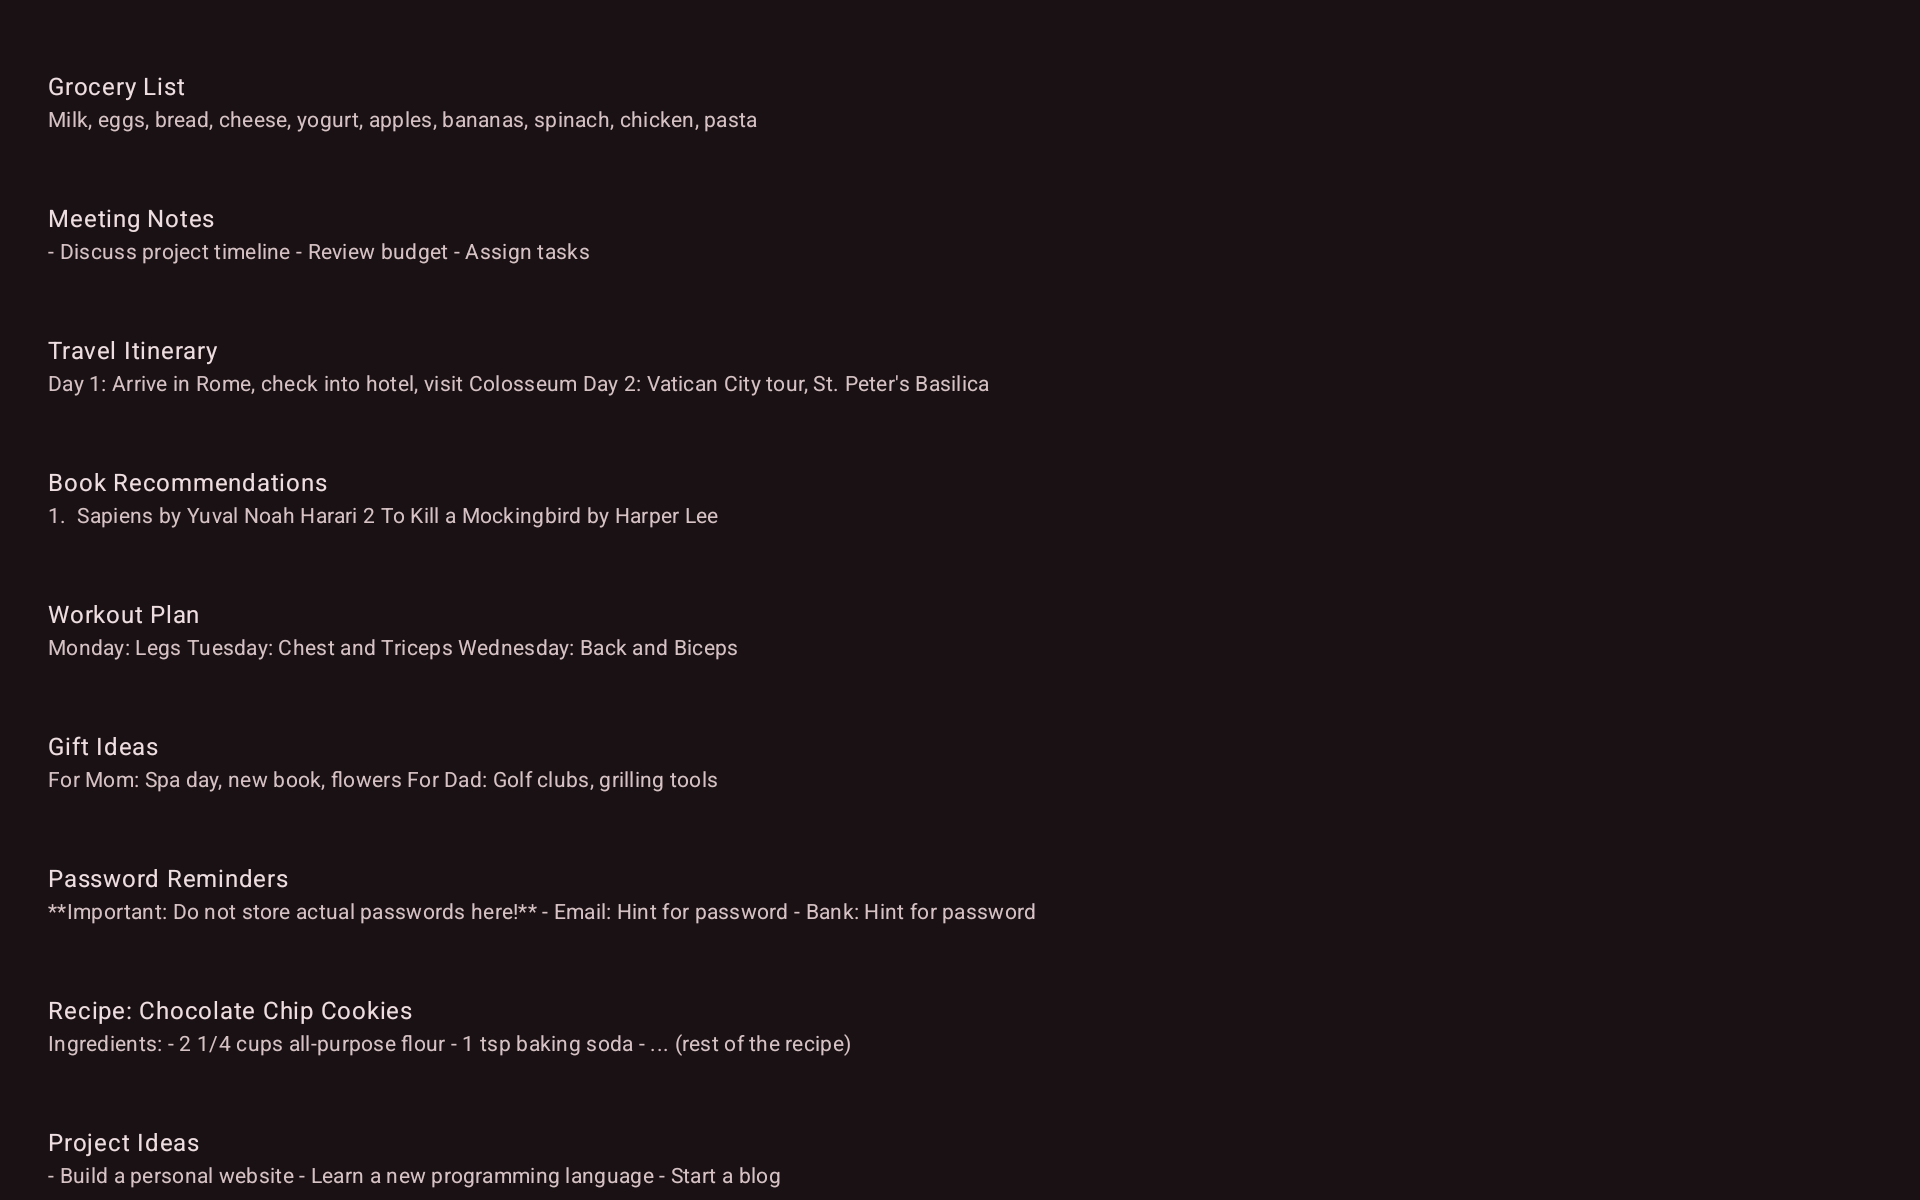 Grocery List
Milk, eggs, bread, cheese, yogurt, apples, bananas, spinach, chicken, pasta
Meeting Notes
- Discuss project timeline - Review budget - Assign tasks
Travel Itinerary
Day 1: Arrive in Rome, check into hotel, visit Colosseum Day 2: Vatican City tour, St. Peter's Basilica
Book Recommendations
1.  Sapiens by Yuval Noah Harari 2 To Kill a Mockingbird by Harper Lee
Workout Plan
Monday: Legs Tuesday: Chest and Triceps Wednesday: Back and Biceps
Gift Ideas
For Mom: Spa day, new book, flowers For Dad: Golf clubs, grilling tools
Password Reminders
**Important: Do not store actual passwords here!** - Email: Hint for password - Bank: Hint for password
Recipe: Chocolate Chip Cookies
Ingredients: - 2 1/4 cups all-purpose flour - 1 tsp baking soda - ... (rest of the recipe)
Project Ideas
- Build a personal website - Learn a new programming language - Start a blog